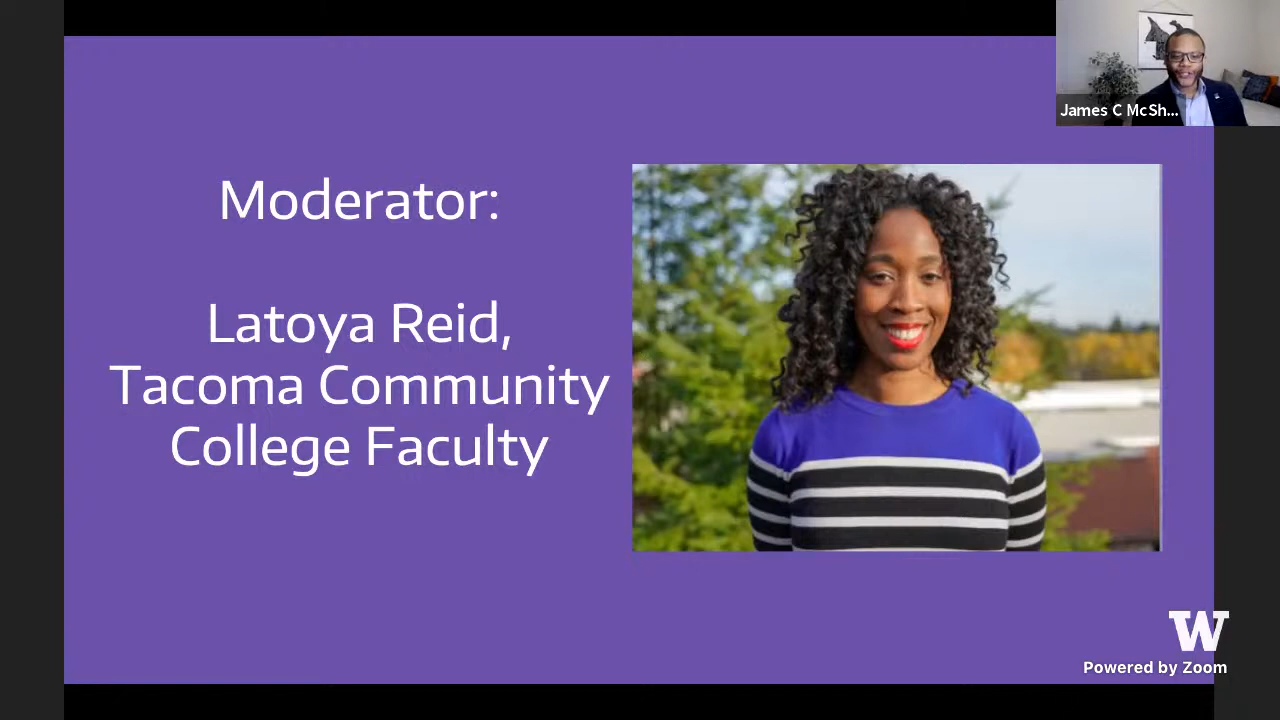 James C McSh...
Moderator:
Latoya Reid,
Tacoma Community
College Faculty
W
Powered by Zoom